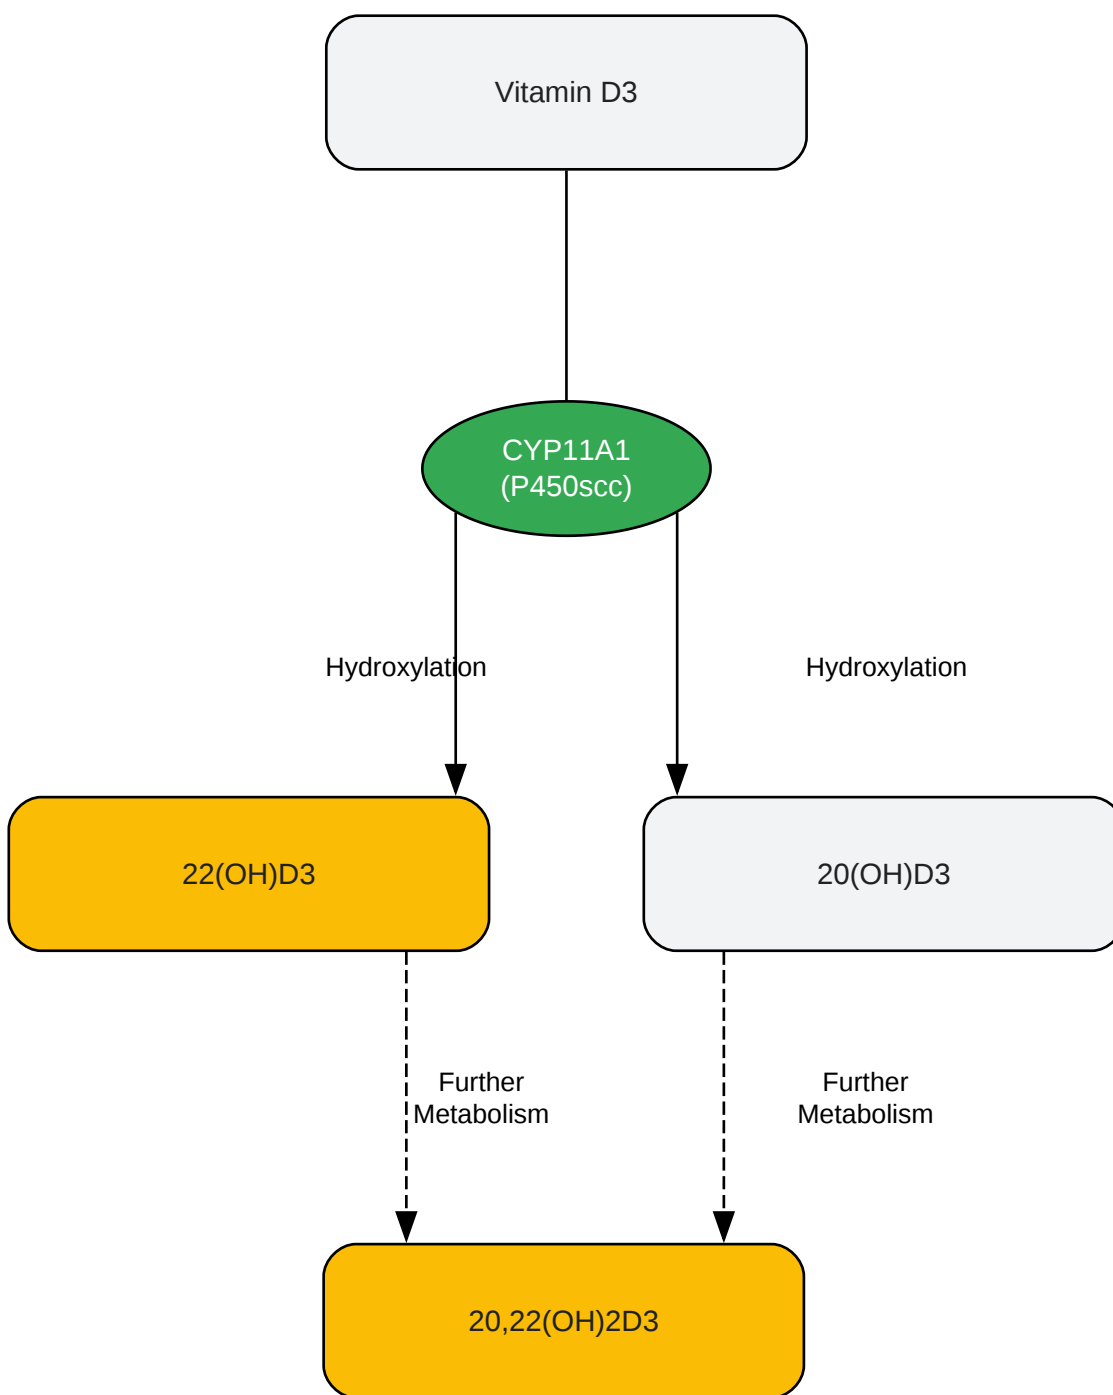 Vitamin D3
CYP11A1
(P450scc)
Hydroxylation
Hydroxylation
22(OH)D3
20(OH)D3
Further
Metabolism
Further
Metabolism
20,22(OH)2D3